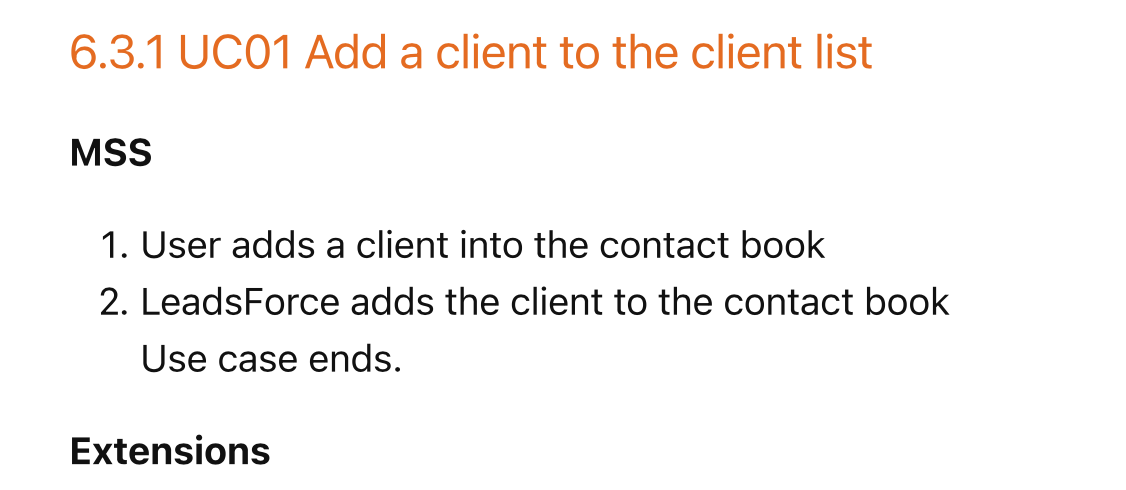 6.3.1 UC01 Add a client to the client list
MSS
1. User adds a client into the contact book
2. LeadsForce adds the client to the contact book
Use case ends.
Extensions